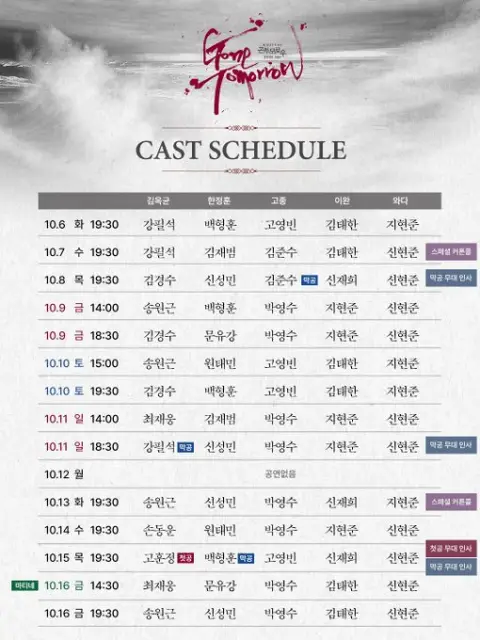 Gone Tomorrow
곤투모로우
CAST SCHEDULE
김옥균 한정훈 고종 이완 와다
10.6 화 19:30 강필석 백형훈 고영빈 김태한 지현준
10.7 수 19:30 강필석 김재범 김준수 김태한 신현준 스페셜 커튼콜
10.8 목 19:30 김경수 신성민 김준수 막공 신재희 신현준 막공 무대 인사
10.9 금 14:00 송원근 백형훈 박영수 지현준 신현준
10.9 금 18:30 김경수 문유강 박영수 지현준 신현준
10.10 토 15:00 송원근 원태민 고영빈 김태한 지현준
10.10 토 19:30 김경수 백형훈 고영빈 김태한 지현준
10.11 일 14:00 최재웅 김재범 박영수 지현준 신현준
10.11 일 18:30 강필석 막공 신성민 박영수 지현준 신현준 막공 무대 인사
10.12 월 공연없음
10.13 화 19:30 송원근 신성민 박영수 신재희 지현준 스페셜 커튼콜
10.14 수 19:30 손동운 원태민 박영수 지현준 신현준
10.15 목 19:30 고훈정 첫공 백형훈 막공 고영빈 신재희 신현준 첫공 무대 인사
막공 무대 인사
마티네 10.16 금 14:30 최재웅 문유강 박영수 김태한 신현준
10.16 금 19:30 송원근 신성민 박영수 김태한 신현준